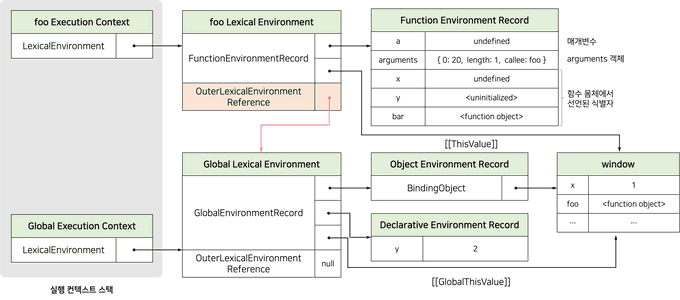 foo Execution Context
LexicalEnvironment
foo Lexical Environment
FunctionEnvironmentRecord
OuterLexicalEnvironment
Reference
Function Environment Record
a undefined
arguments { 0: 20, length: 1, callee: foo }
x undefined
y <uninitialized>
bar <function object>
매개변수
arguments 객체
함수 몸체에서
선언된 식별자
[[ThisValue]]
Global Execution Context
LexicalEnvironment
Global Lexical Environment
GlobalEnvironmentRecord
OuterLexicalEnvironment
Reference
null
Object Environment Record
BindingObject
Declarative Environment Record
y 2
window
x 1
foo <function object>
... ...
[[GlobalThisValue]]
실행 컨텍스트 스택